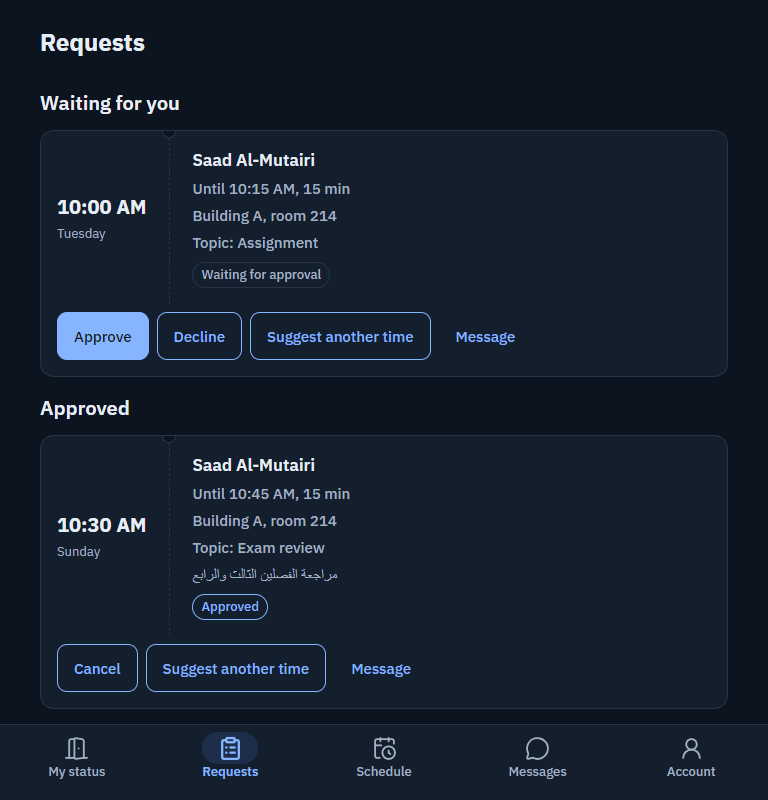 Requests
Waiting for you
10:00 AM
Tuesday
Saad Al-Mutairi
Until 10:15 AM, 15 min
Building A, room 214
Topic: Assignment
Waiting for approval
Approve
Decline
Suggest another time
Message
Approved
10:30 AM
Sunday
Saad Al-Mutairi
Until 10:45 AM, 15 min
Building A, room 214
Topic: Exam review
مراجعة الفصلين الثالث والرابع
Approved
Cancel
Suggest another time
Message
My status
Requests
Schedule
Messages
Account